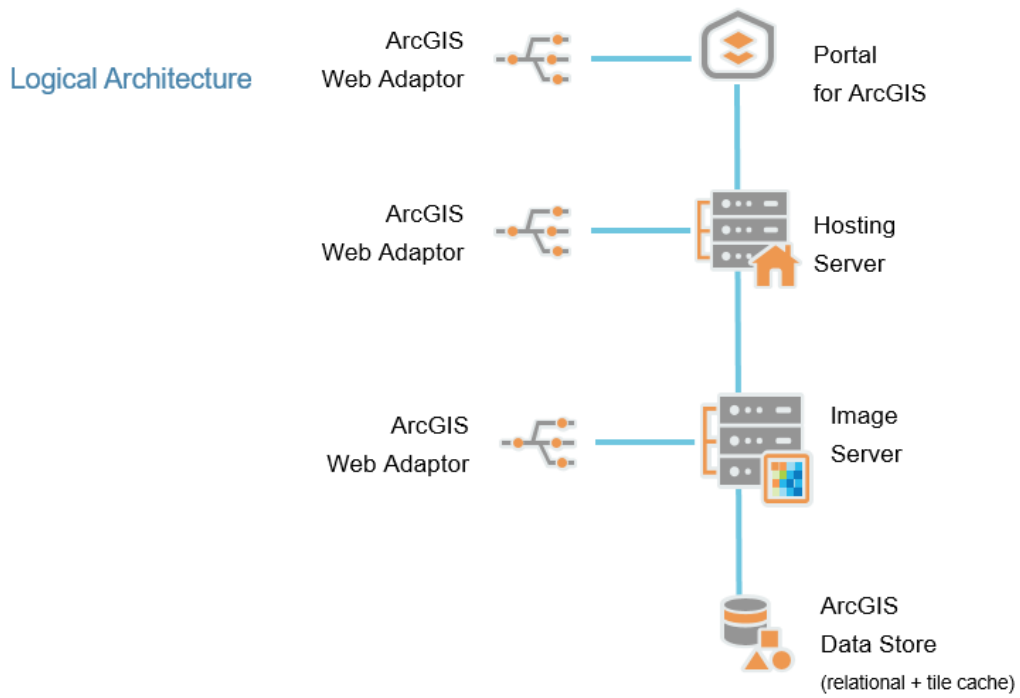 Logical Architecture
ArcGIS
Web Adaptor
Portal
for ArcGIS
ArcGIS
Web Adaptor
Hosting
Server
ArcGIS
Web Adaptor
Image
Server
ArcGIS
Data Store
(relational + tile cache)